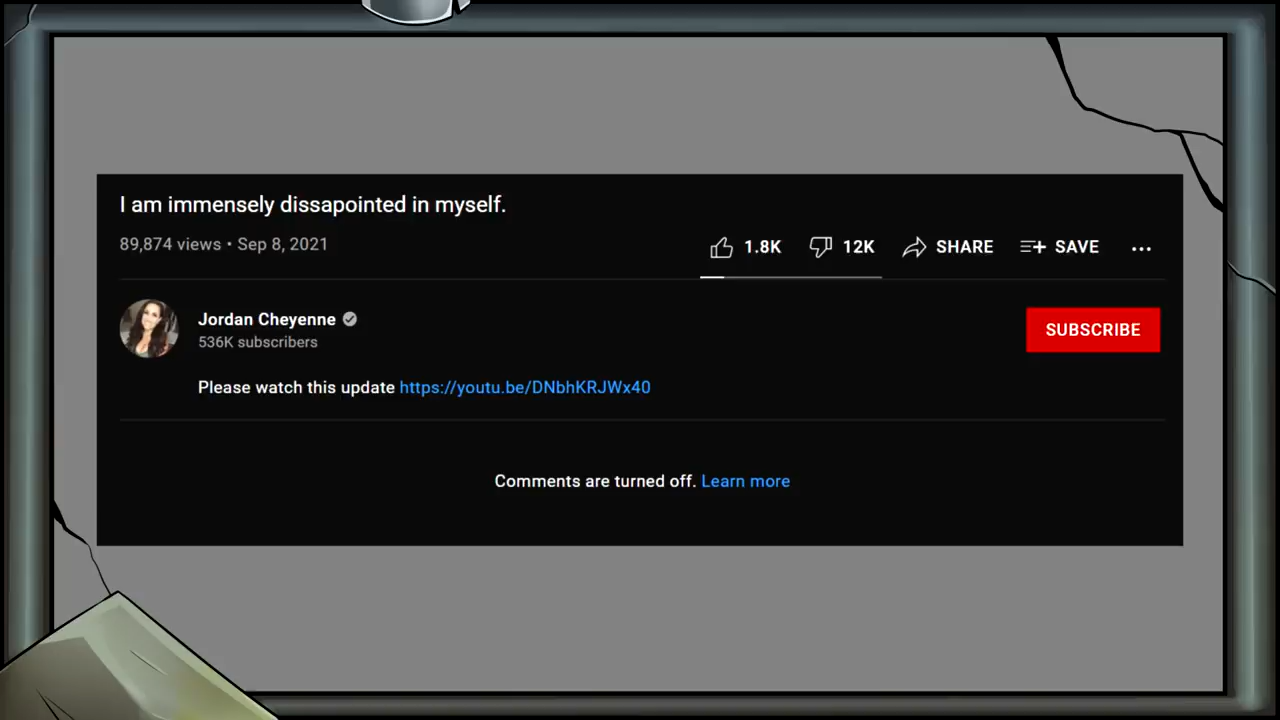 I am immensely dissapointed in myself.
89,874 views • Sep 8, 2021
1.8K 12K SHARE SAVE
Jordan Cheyenne
536K subscribers
SUBSCRIBE
Please watch this update https://youtu.be/DNbhKRJWx40
Comments are turned off. Learn more